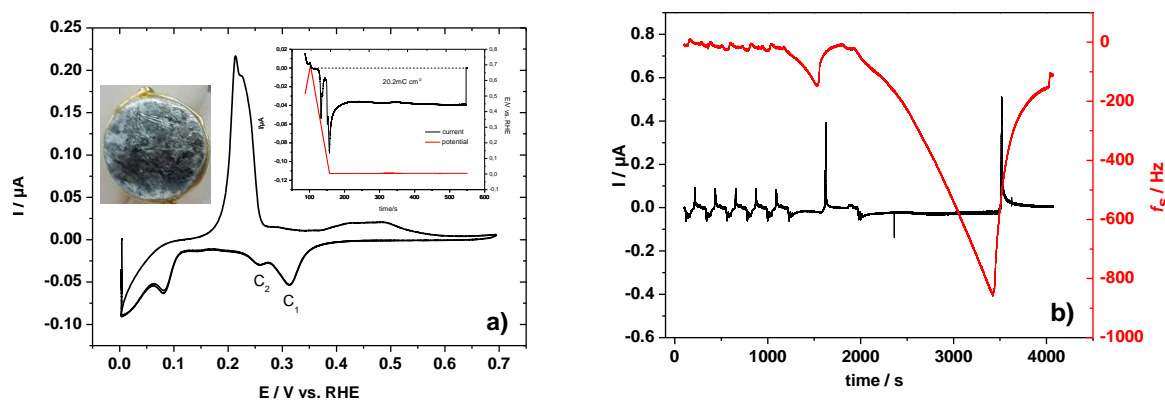 0.25
0.20
0.15
0.10
0.05
0.00
-0.05
-0.10
I / µA
0.0 0.1 0.2 0.3 0.4 0.5 0.6 0.7
E / V vs. RHE
C2
C1
a)
0,04
0,02
0,00
-0,02
-0,04
-0,06
-0,08
-0,10
-0,12
I/µA
0 100 200 300 400 500 600
time/s
0,8
0,7
0,6
0,5
0,4
0,3
0,2
0,1
0,0
-0,1
E/V vs. RHE
20.2mC cm-2
current
potential
0.8
0.6
0.4
0.2
0.0
-0.2
-0.4
-0.6
I / µA
0 1000 2000 3000 4000
time / s
0
-200
-400
-600
-800
-1000
fS / Hz
b)